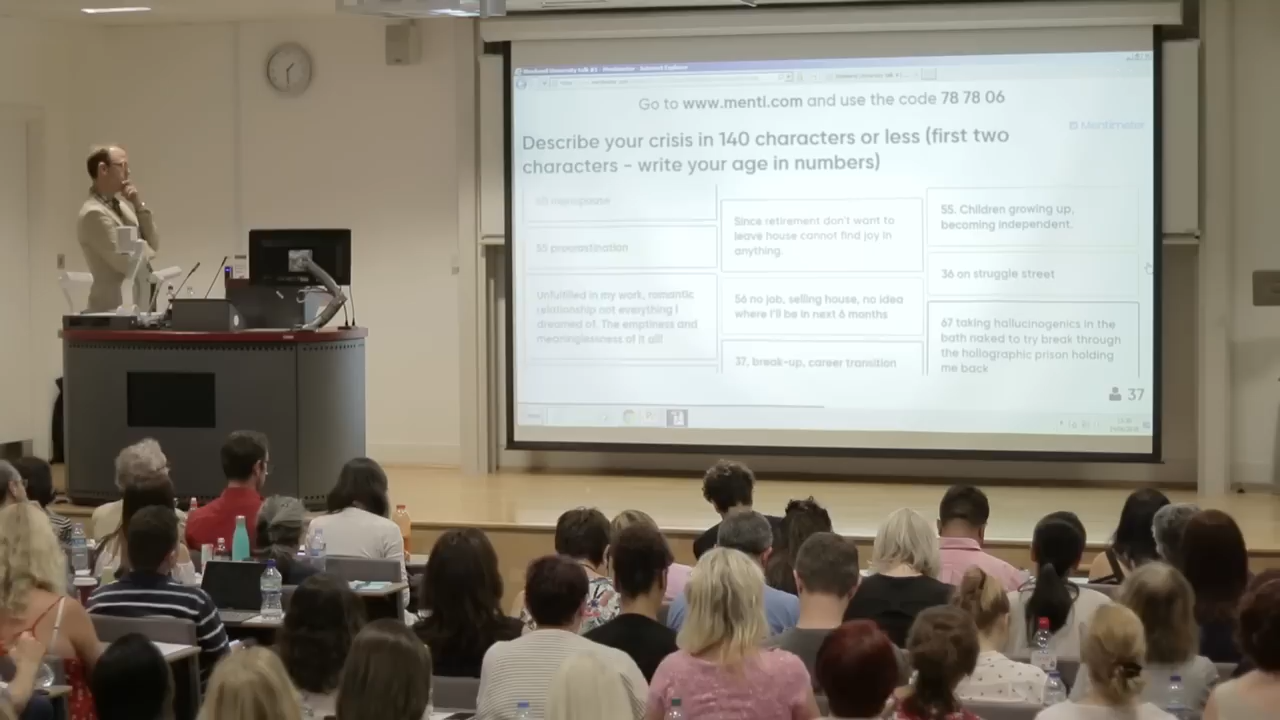 Go to www.menti.com and use the code 78 78 06
Mentimeter
Describe your crisis in 140 characters or less (first two
characters - write your age in numbers)
55 procrastination
Unfulfilled in my work, romantic
relationship not everything I
dreamed of. The emptiness and
meaninglessness of it all!
Since retirement don't want to
leave house cannot find joy in
anything.
56 no job, selling house, no idea
where I'll be in next 6 months
37, break-up, career transition
55. Children growing up,
becoming independent.
36 on struggle street
67 taking hallucinogenics in the
bath naked to try break through
the hollographic prison holding
me back
37